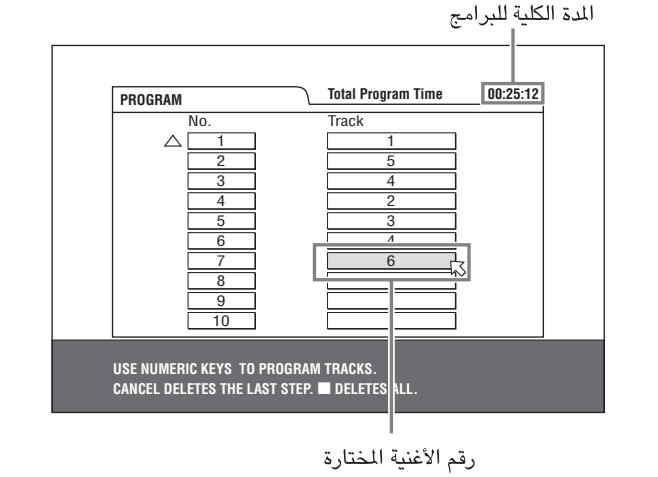 المدة الكلية للبرامج
PROGRAM Total Program Time 00:25:12
No. Track
1 1
2 5
3 4
4 2
5 3
6 4
7 6
8
9
10
USE NUMERIC KEYS TO PROGRAM TRACKS.
CANCEL DELETES THE LAST STEP. ■ DELETES ALL.
رقم الأغنية المختارة